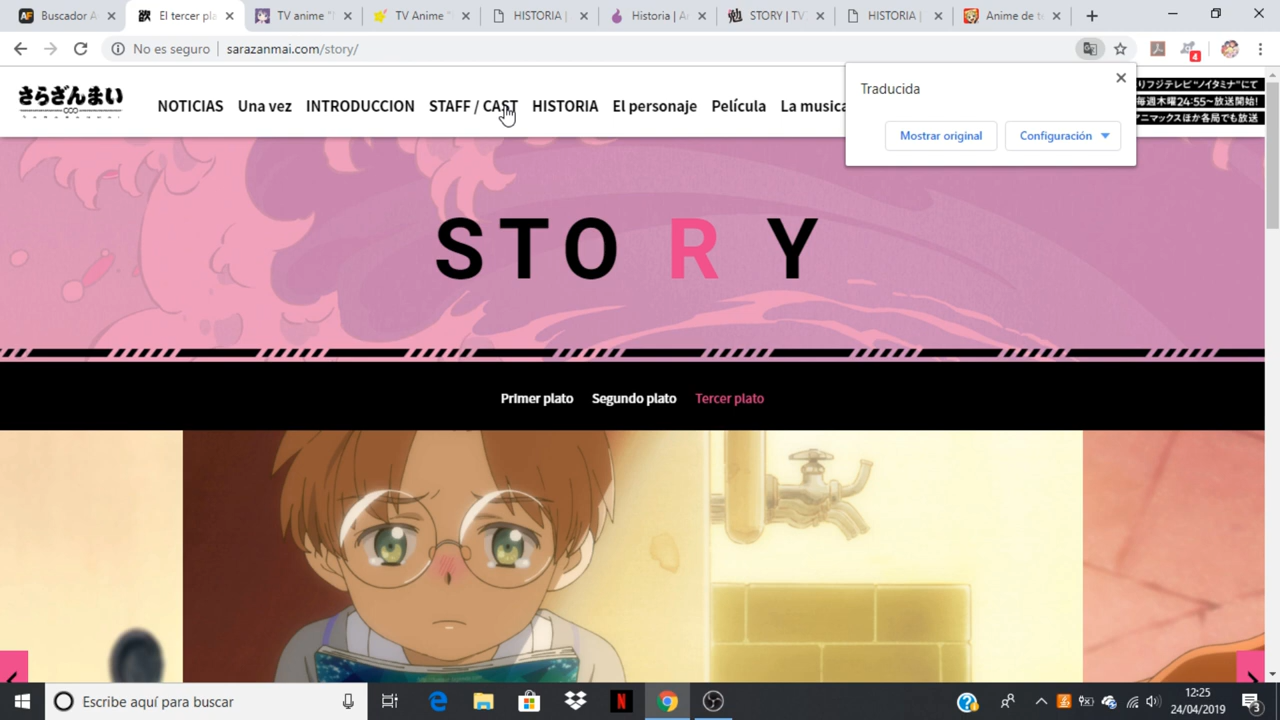 Buscador A
El tercer pla
TV anime "
TV Anime "
HISTORIA |
Historia | A
STORY | TV
HISTORIA |
Anime de t
No es seguro
sarazanmai.com/story/
4
さらざんまい
NOTICIAS
Una vez
INTRODUCCION
STAFF / CAST
HISTORIA
El personaje
Película
La musica
Traducida
Mostrar original
Configuración
りフジテレビ"ノイタミナ"にて
毎週木曜24:55~放送開始!
アニマックスほか各局でも放送
STORY
Primer plato
Segundo plato
Tercer plato
Escribe aquí para buscar
12:25
24/04/2019
3